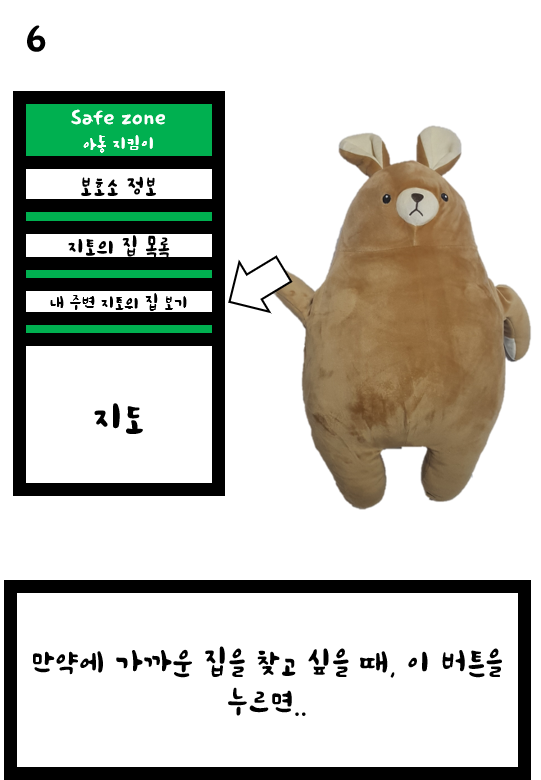 6
Safe zone
아동 지킴이
보호소 정보
지토의 집 목록
내 주변 지토의 집 보기
지도
만약에 가까운 집을 찾고 싶을 때, 이 버튼을
누르면..